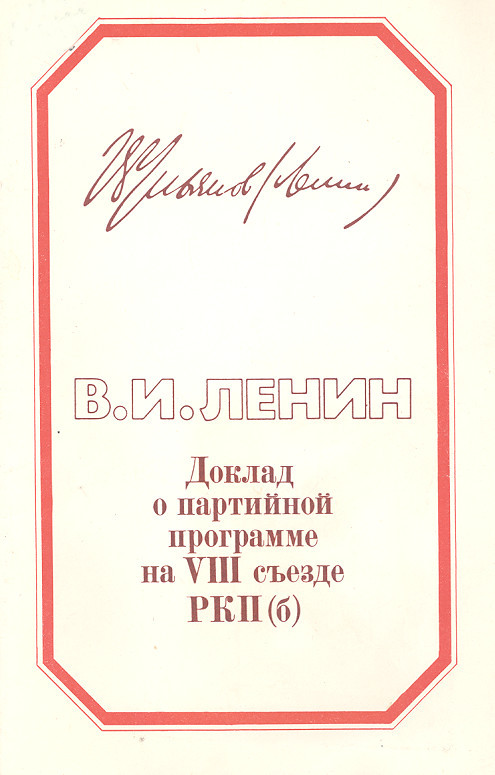 В. Ульянов (Ленин)
В.И.ЛЕНИН
Доклад
о партийной
программе
на VIII съезде
РКП(б)